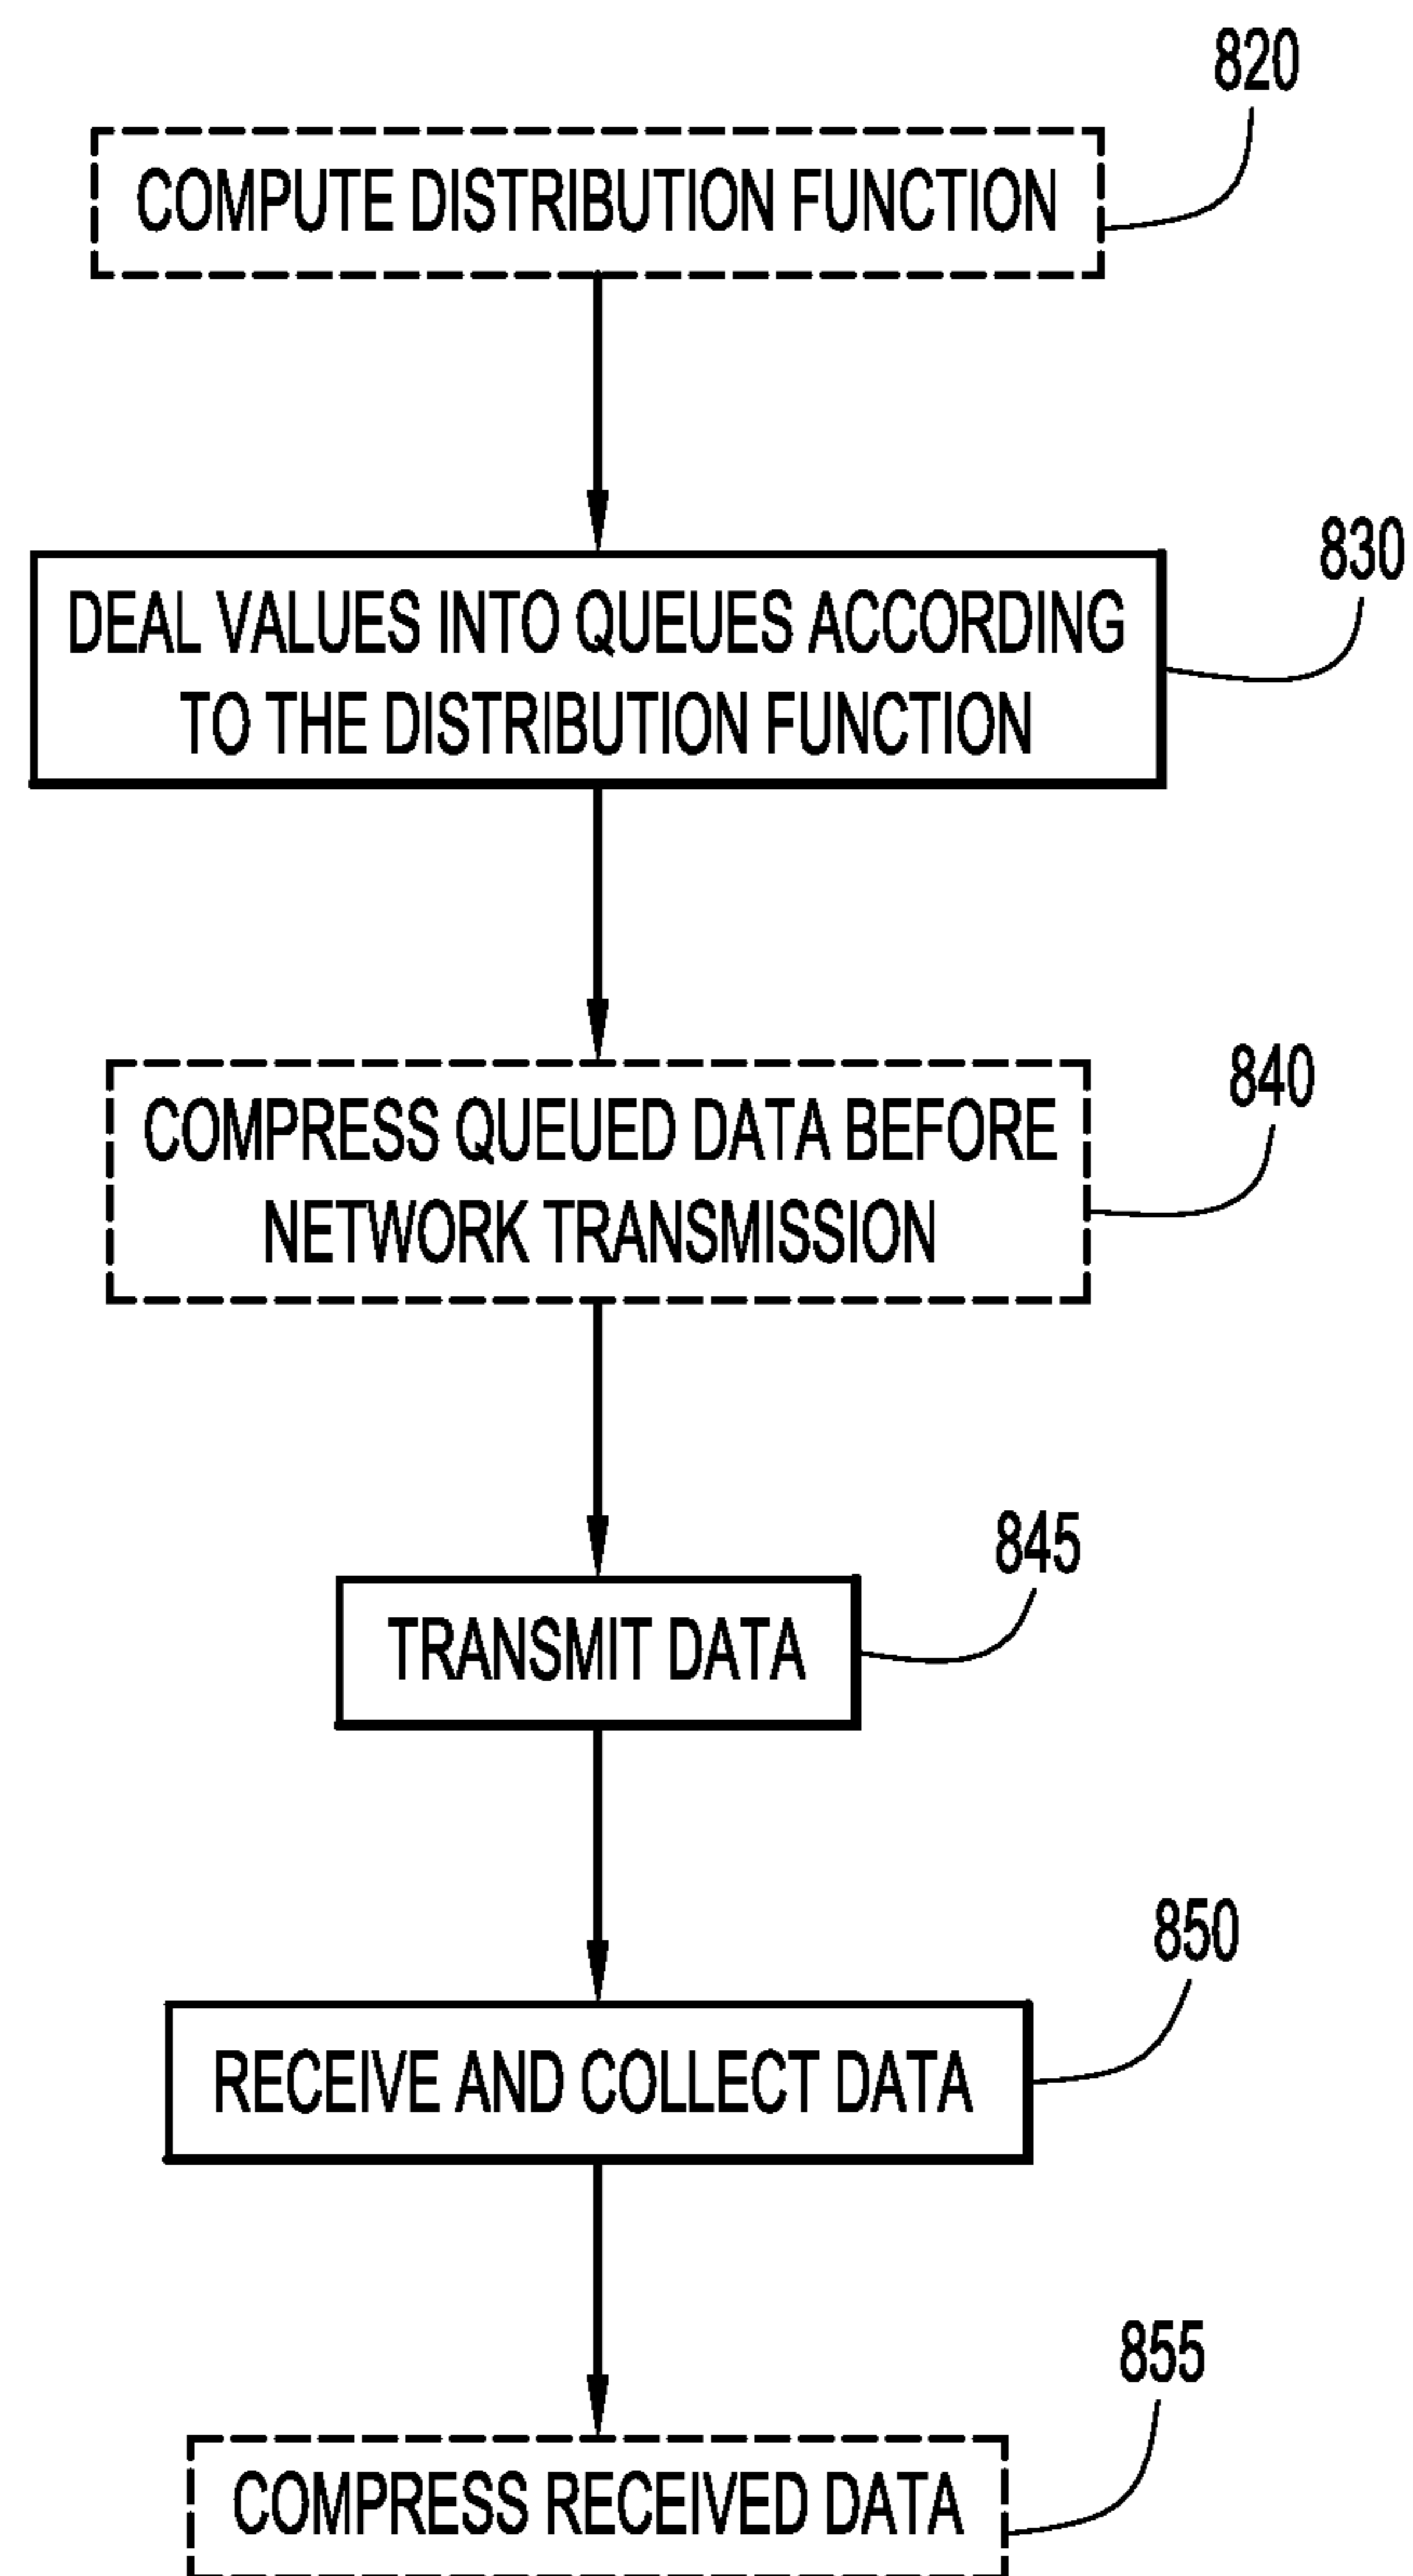 820
COMPUTE DISTRIBUTION FUNCTION
830
DEAL VALUES INTO QUEUES ACCORDING
TO THE DISTRIBUTION FUNCTION
840
COMPRESS QUEUED DATA BEFORE
NETWORK TRANSMISSION
845
TRANSMIT DATA
850
RECEIVE AND COLLECT DATA
855
COMPRESS RECEIVED DATA